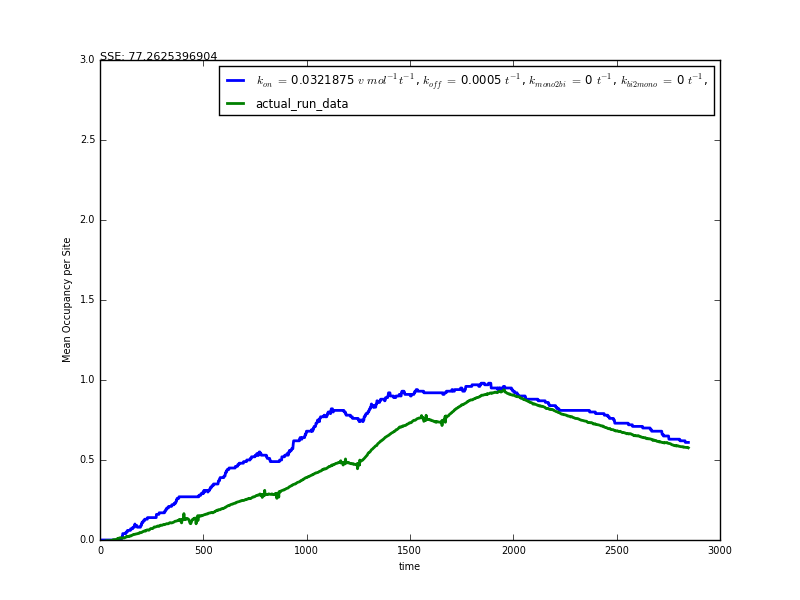 SSE: 77.2625396904
3.0
k_on = 0.0321875 v mol^-1 t^-1, k_off = 0.0005 t^-1, k_mono2bi = 0 t^-1, k_bi2mono = 0 t^-1,
actual_run_data
2.5
2.0
Mean Occupancy per Site
1.5
1.0
0.5
0.0
0 500 1000 1500 2000 2500 3000
time